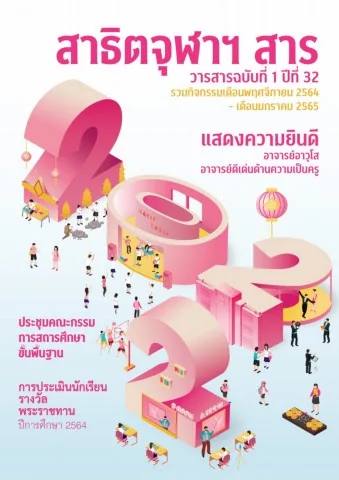 สาธิตจุฬาฯ สาร
วารสารฉบับที่ 1 ปีที่ 32
รวมกิจกรรมเดือนพฤศจิกายน 2564
- เดือนมกราคม 2565
แสดงความยินดี
อาจารย์อาวุโส
อาจารย์ดีเด่นด้านความเป็นครู
2022
ประชุมคณะกรรม
การสถารศึกษา
ขั้นพื้นฐาน
การประเมินนักเรียน
รางวัล
พระราชทาน
ปีการศึกษา 2564